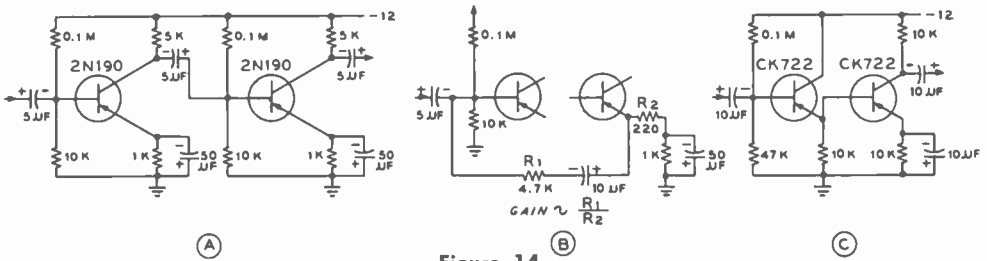 -12
0.1 M
5 K
0.1 M
5 K
2N190
2N190
5 µF
5 µF
5 µF
10 K
1 K
50 µF
10 K
1 K
50 µF
A
0.1 M
5 µF
10 K
R2
220
1 K
50 µF
R1
4.7K
10 µF
GAIN ~ R1/R2
B
-12
0.1 M
10 K
CK722
CK722
10 µF
10 µF
47 K
10 K
10 K
10 µF
C
Figure 14